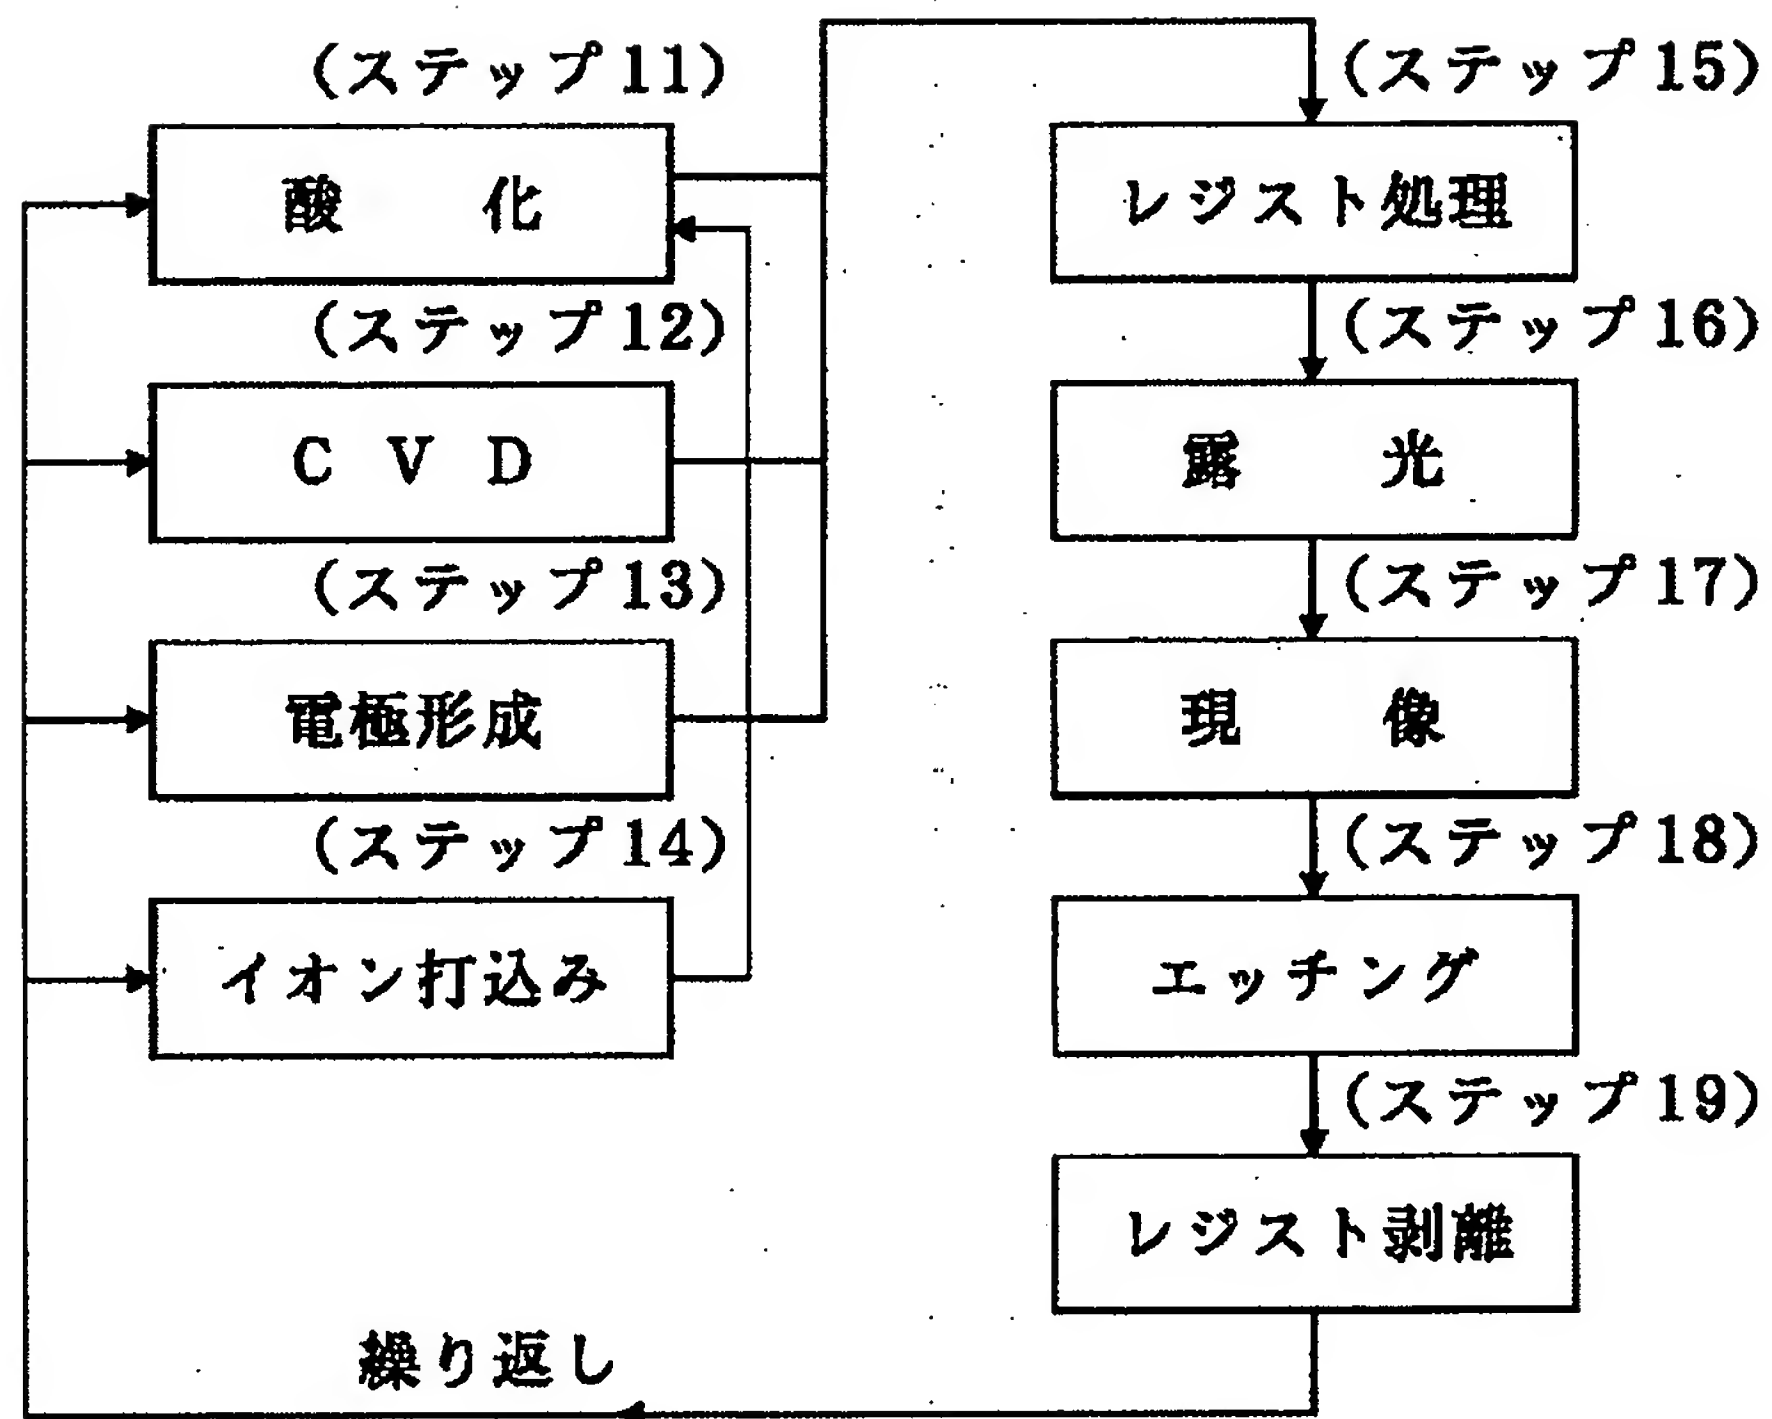 (ステップ11)
酸　化
(ステップ12)
CVD
(ステップ13)
電極形成
(ステップ14)
イオン打込み
(ステップ15)
レジスト処理
(ステップ16)
露　光
(ステップ17)
現　像
(ステップ18)
エッチング
(ステップ19)
レジスト剥離
繰り返し